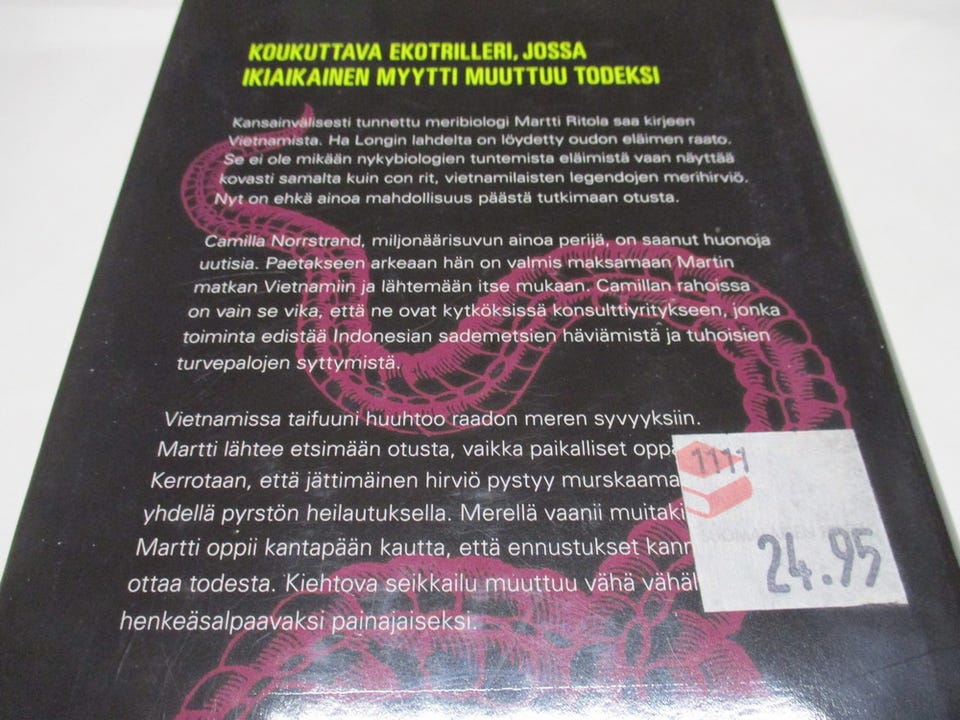 KOUKUTTAVA EKOTRILLERI, JOSSA
IKIAIKAINEN MYYTTI MUUTTUU TODEKSI
Kansainvälisesti tunnettu meribiologi Martti Ritola saa kirjeen
Vietnamista. Ha Longin lahdelta on löydetty oudon eläimen raato.
Se ei ole mikään nykybiologien tuntemista eläimistä vaan näyttää
kovasti samalta kuin con rit, vietnamilaisten legendojen merihirviö.
Nyt on ehkä ainoa mahdollisuus päästä tutkimaan otusta.
Camilla Norrstrand, miljonäärisuvun ainoa perijä, on saanut huonoja
uutisia. Paetakseen arkeaan hän on valmis maksamaan Martin
matkan Vietnamiin ja lähtemään itse mukaan. Camillan rahoissa
on vain se vika, että ne ovat kytköksissä konsulttiyritykseen, jonka
toiminta edistää Indonesian sademetsien häviämistä ja tuhoisien
turvepalojen syttymistä.
Vietnamissa taifuuni huuhtoo raadon meren syvyyksiin.
Martti lähtee etsimään otusta, vaikka paikalliset opp
Kerrotaan, että jättimäinen hirviö pystyy murskaama
yhdellä pyrstön heilautuksella. Merellä vaanii muitaki
Martti oppii kantapään kautta, että ennustukset kann
ottaa todesta. Kiehtova seikkailu muuttuu vähä vähäl
henkeäsalpaavaksi painajaiseksi.
1111
24.95